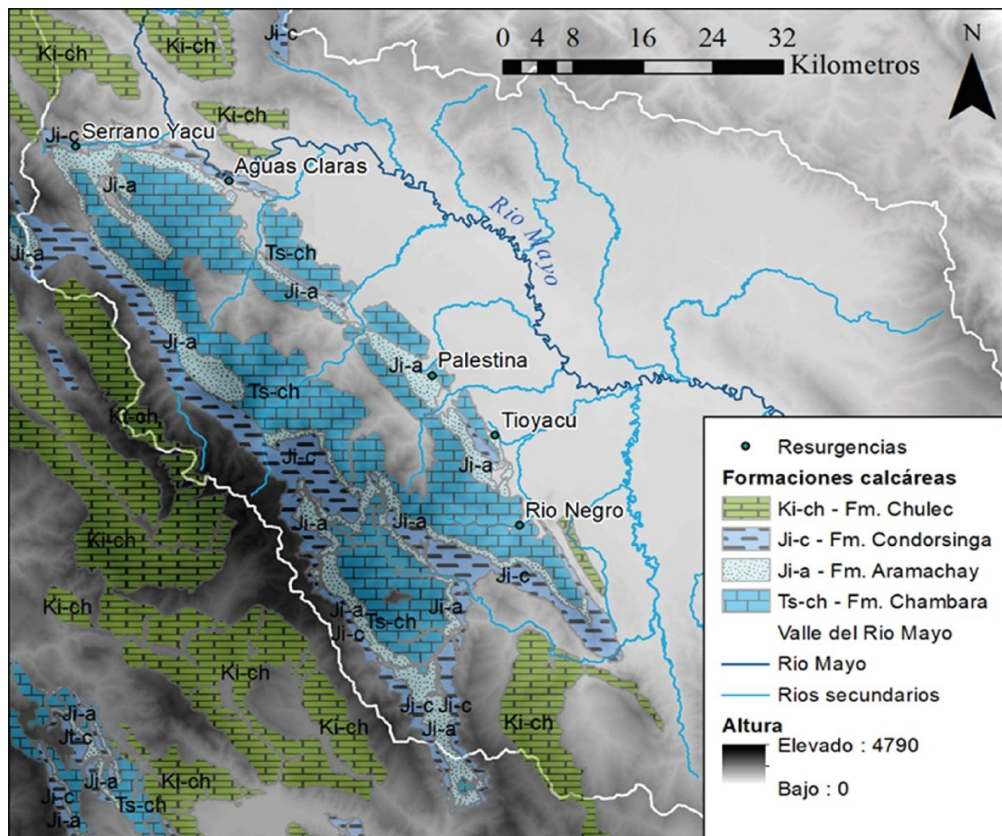 Ki-ch
Ki-ch
Ji-c
0 4 8 16 24 32
Kilometros
N
Ki-ch
Ji-c
Serrano Yacu
Aguas Claras
Ji-a
Rio Mayo
Ji-a
Ts-ch
Ji-a
Ji-a
Ji-a
Palestina
Ts-ch
Ki-ch
Tioyacu
Ji-c
Ji-a
Ji-a
Ji-a
Rio Negro
Ki-ch
Ji-c
Ki-ch
Ji-a
Ji-a
Ji-c
Ts-ch
Ki-ch
Ji-c
Ji-c
Ki-ch
Ki-ch
Ji-a
Ji-a
Ji-c
Ji-a
Ki-ch
Ji-c
Ts-ch
Ji-a
Resurgencias
Formaciones calcáreas
Ki-ch - Fm. Chulec
Ji-c - Fm. Condorsinga
Ji-a - Fm. Aramachay
Ts-ch - Fm. Chambara
Valle del Rio Mayo
Rio Mayo
Rios secundarios
Altura
Elevado : 4790
Bajo : 0